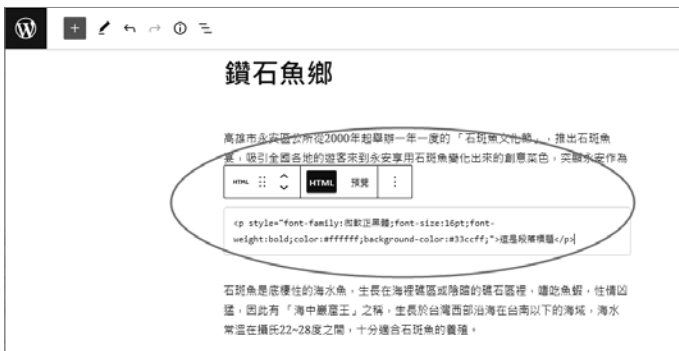 鑽石魚鄉
高雄市永安區公所從2000年起舉辦一年一度的「石斑魚文化節」，推出石斑魚
宴，吸引全國各地的遊客來到永安享用石斑魚變化出來的創意菜色，突顯永安作為
HTML HTML 預覽
<p style="font-family:微軟正黑體;font-size:16pt;font-
weight:bold;color:#ffffff;background-color:#33ccff;">這是段落標題</p>
石斑魚是底棲性的海水魚，生長在海裡礁區或陰暗的礁石區裡，嗜吃魚蝦，性情凶
猛，因此有「海中嚴窟王」之稱，生長於台灣西部沿海在台南以下的海域，海水
常溫在攝氏22~28度之間，十分適合石斑魚的養殖。